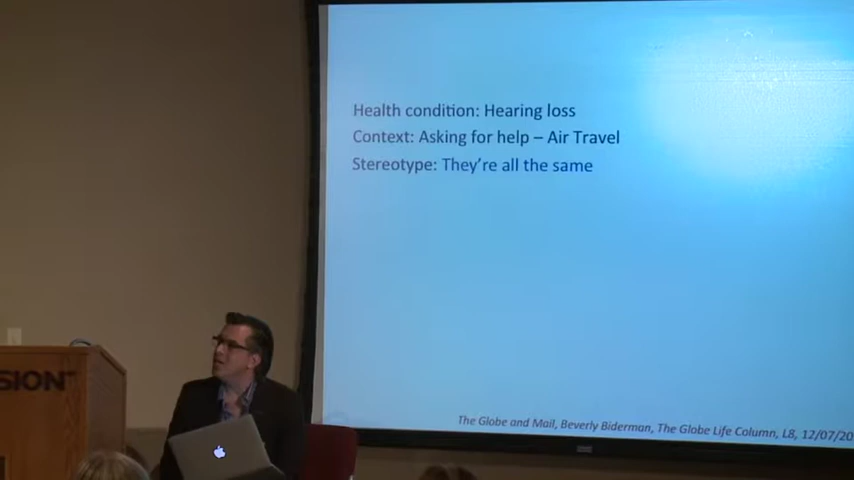 Health condition: Hearing loss
Context: Asking for help – Air Travel
Stereotype: They're all the same
The Globe and Mail, Beverly Biderman, The Globe Life Column, L8, 12/07/20
SION